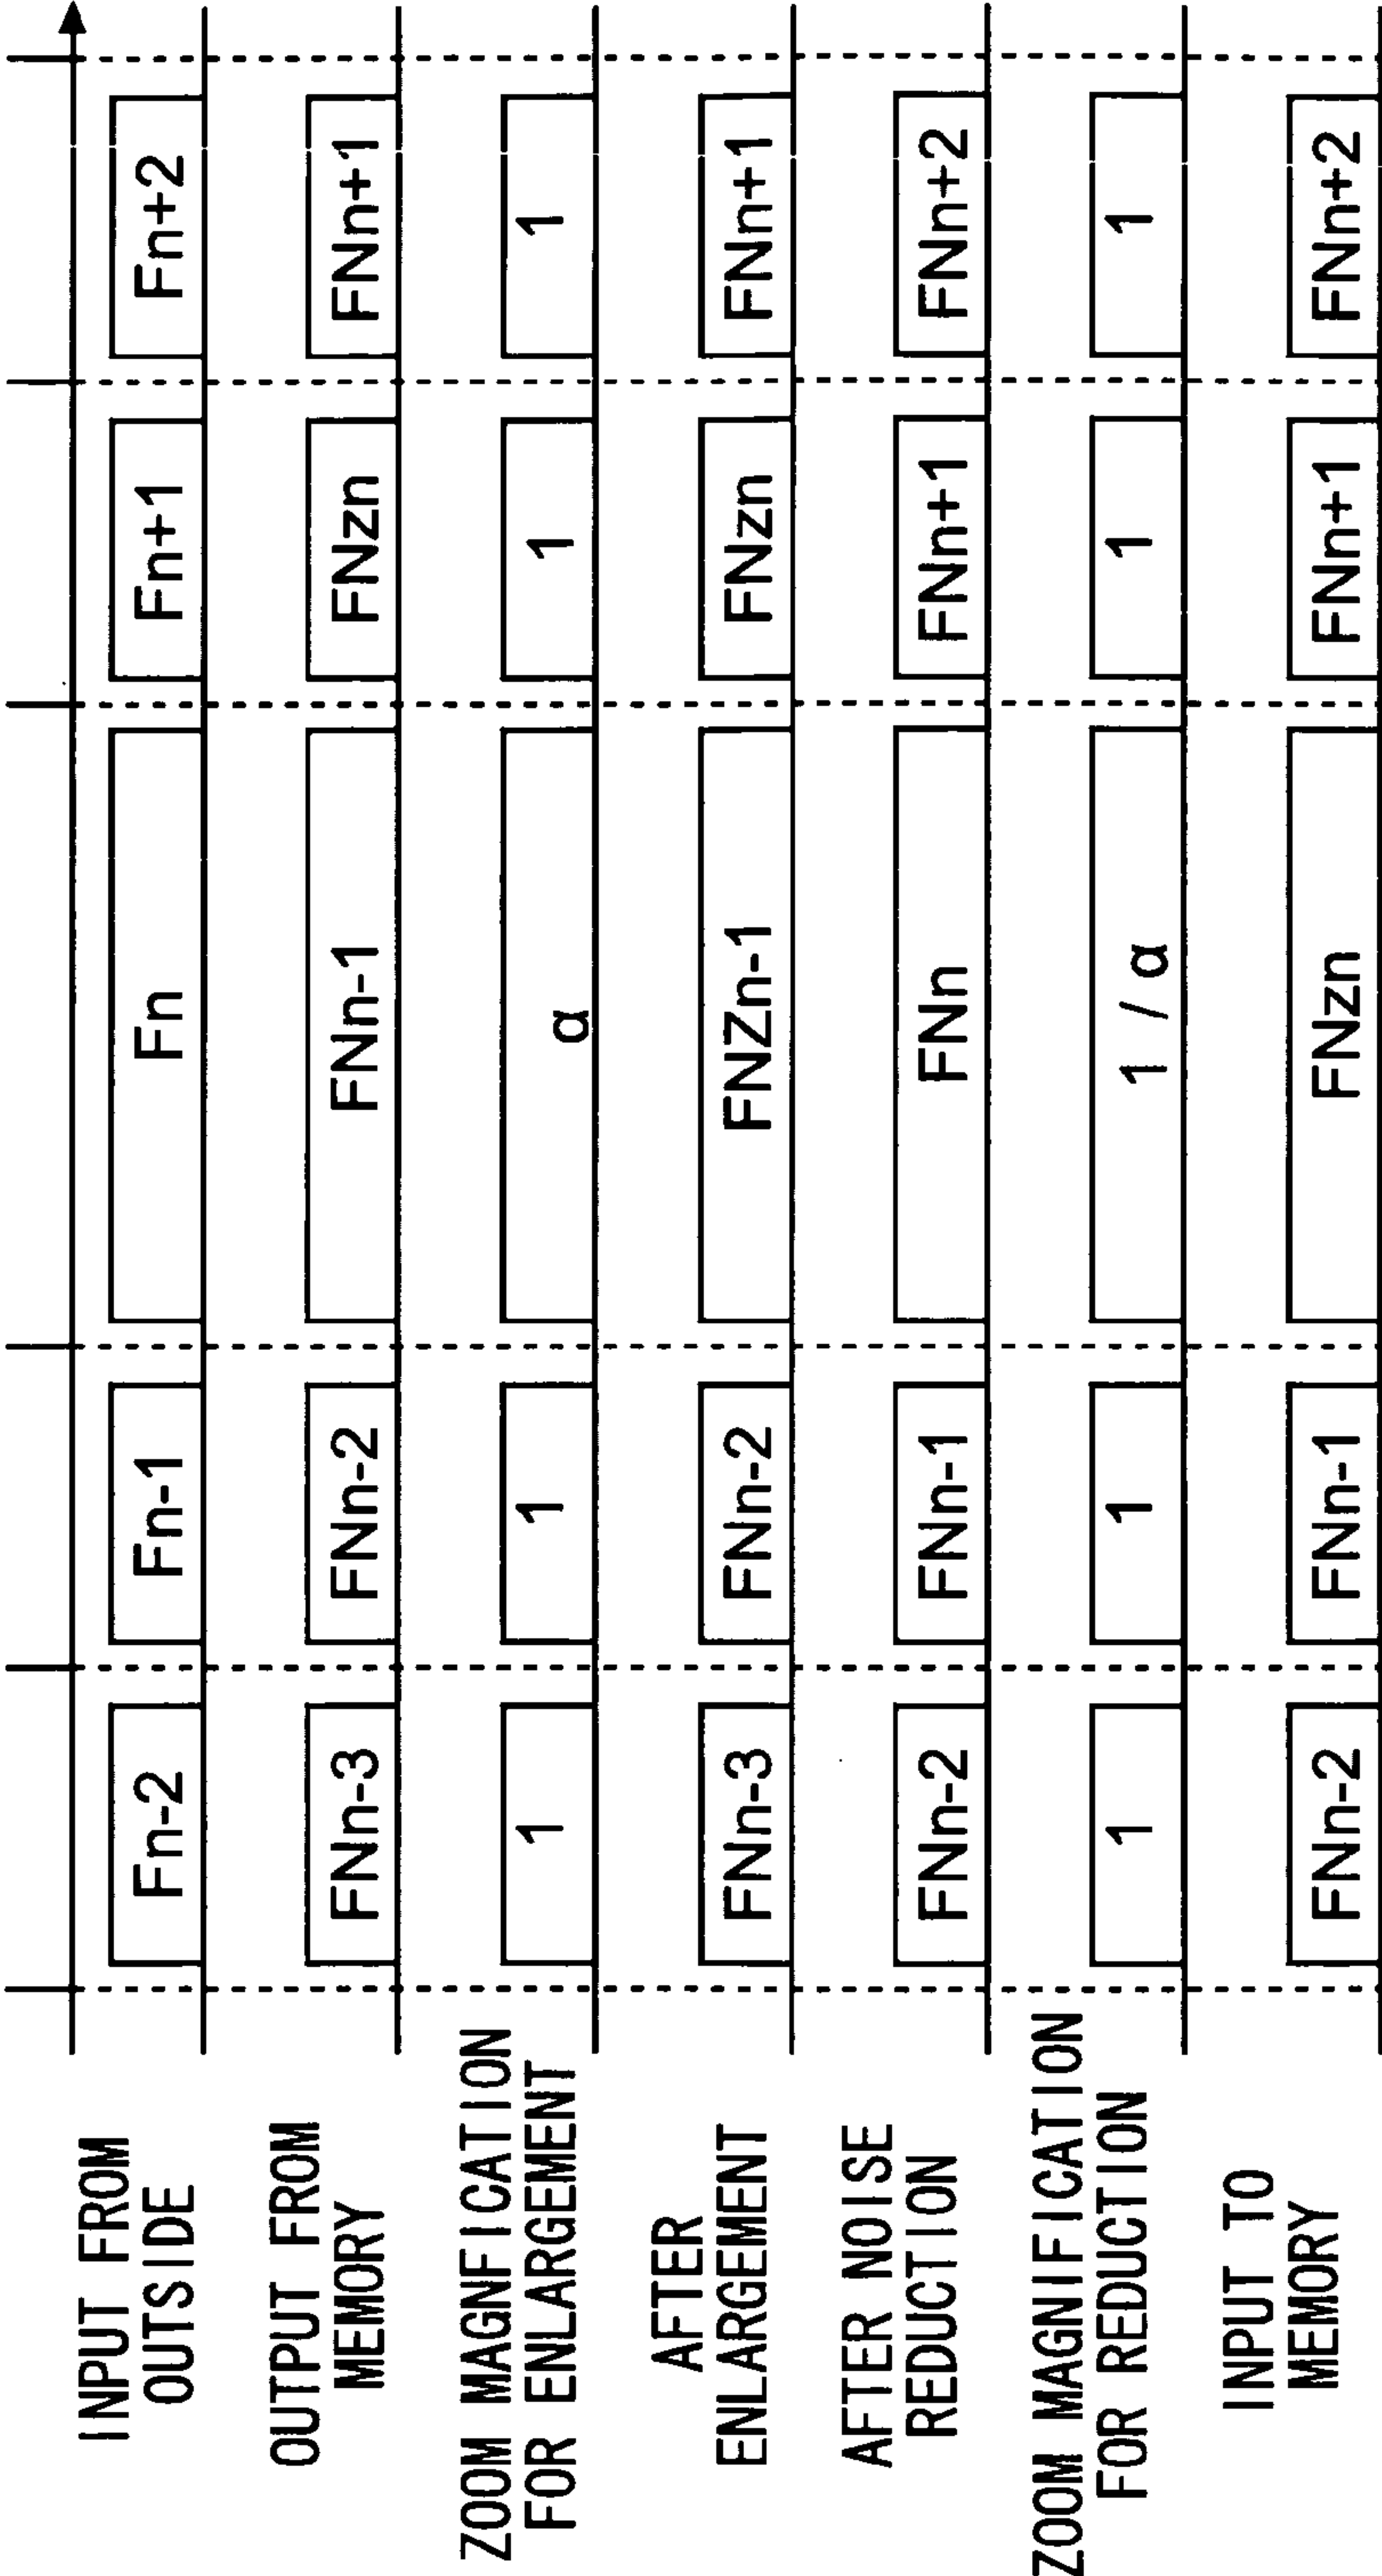 INPUT FROM
OUTSIDE
Fn-2 Fn-1 Fn Fn+1 Fn+2
OUTPUT FROM
MEMORY
FNn-3 FNn-2 FNn-1 FNzn FNn+1
ZOOM MAGNFICATION
FOR ENLARGEMENT
1 1 α 1 1
AFTER
ENLARGEMENT
FNn-3 FNn-2 FNZn-1 FNzn FNn+1
AFTER NOISE
REDUCTION
FNn-2 FNn-1 FNn FNn+1 FNn+2
ZOOM MAGNIFICATION
FOR REDUCTION
1 1 1 / α 1 1
INPUT TO
MEMORY
FNn-2 FNn-1 FNzn FNn+1 FNn+2